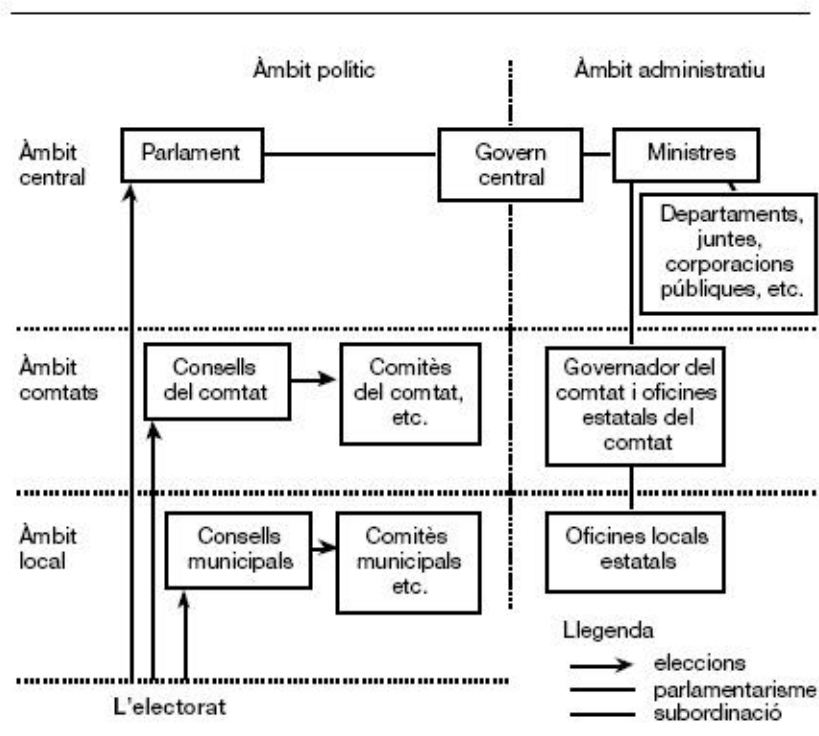 Àmbit polític
Àmbit administratiu
Àmbit
central
Parlament
Govern
central
Ministres
Departaments,
juntes,
corporacions
públiques, etc.
Àmbit
comtats
Consells
del comtat
Comitès
del comtat,
etc.
Governador del
comtat i oficines
estatals del
comtat
Àmbit
local
Consells
municipals
Comitès
municipals
etc.
Oficines locals
estatals
Llegenda
eleccions
parlamentarisme
subordinació
L'electorat